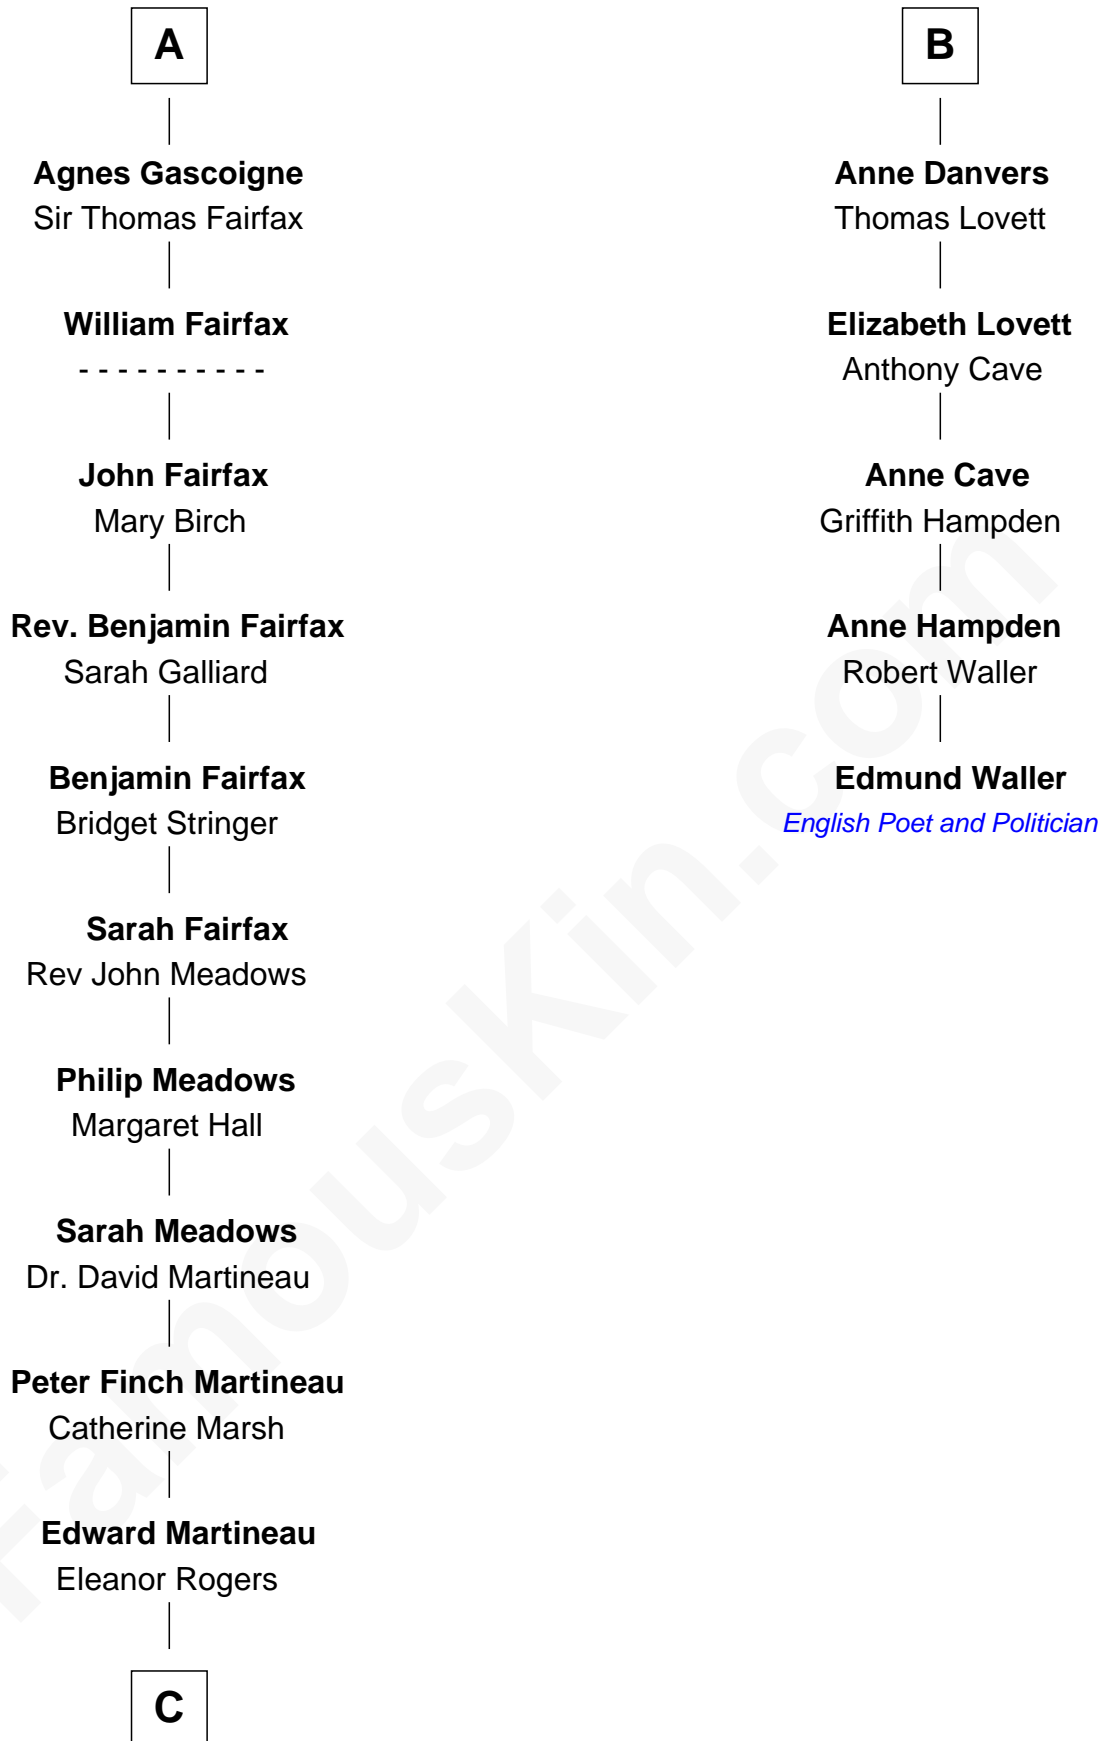 A
Agnes Gascoigne
Sir Thomas Fairfax
William Fairfax
- - - - - - - - - -
John Fairfax
Mary Birch
Rev. Benjamin Fairfax
Sarah Galliard
Benjamin Fairfax
Bridget Stringer
Sarah Fairfax
Rev John Meadows
Philip Meadows
Margaret Hall
Sarah Meadows
Dr. David Martineau
Peter Finch Martineau
Catherine Marsh
Edward Martineau
Eleanor Rogers
C
B
Anne Danvers
Thomas Lovett
Elizabeth Lovett
Anthony Cave
Anne Cave
Griffith Hampden
Anne Hampden
Robert Waller
Edmund Waller
English Poet and Politician
FamousKin.com